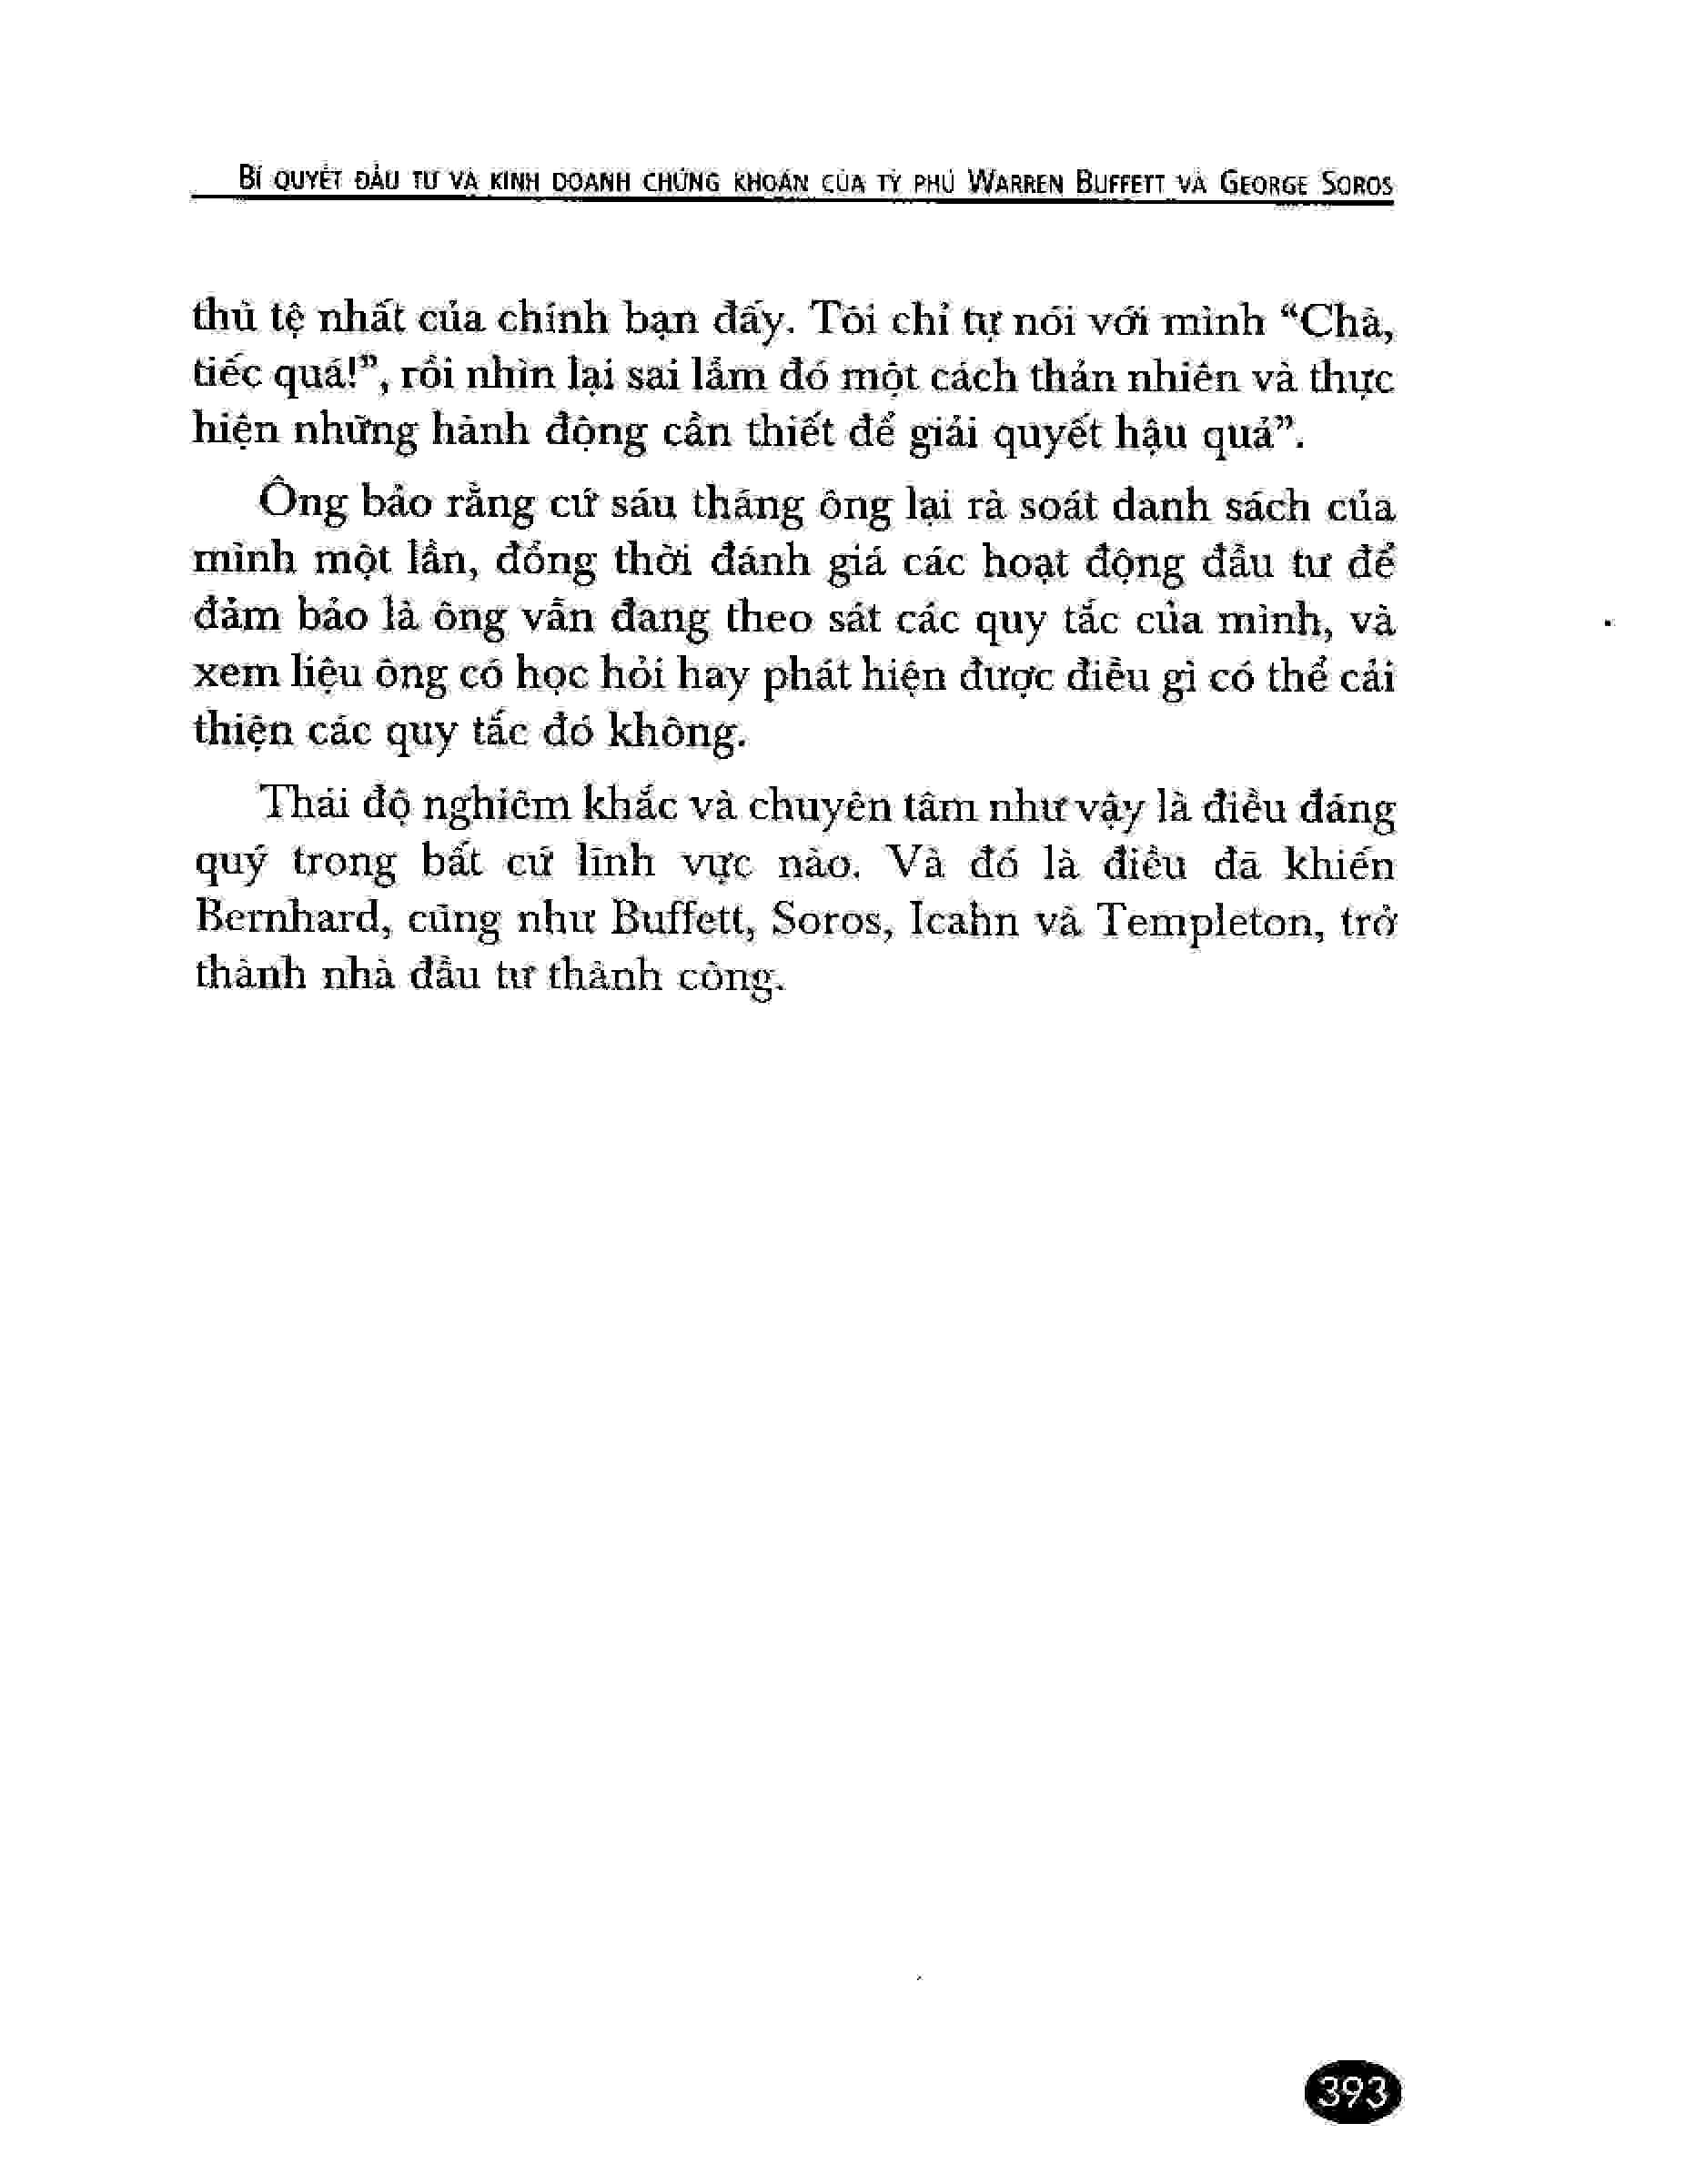 BÍ QUYẾT ĐẦU TƯ VÀ KINH DOANH CHỨNG KHOÁN CỦA TỶ PHÚ WARREN BUFFETT VÀ GEORGE SOROS
thù tệ nhất của chính bạn đấy. Tôi chỉ tự nói với mình “Chà,
tiếc quá!”, rồi nhìn lại sai lầm đó một cách thản nhiên và thực
hiện những hành động cần thiết để giải quyết hậu quả”.
Ông bảo rằng cứ sáu tháng ông lại rà soát danh sách của
mình một lần, đồng thời đánh giá các hoạt động đầu tư để
đảm bảo là ông vẫn đang theo sát các quy tắc của mình, và
xem liệu ông có học hỏi hay phát hiện được điều gì có thể cải
thiện các quy tắc đó không.
Thái độ nghiêm khắc và chuyên tâm như vậy là điều đáng
quý trong bất cứ lĩnh vực nào. Và đó là điều đã khiến
Bernhard, cũng như Buffett, Soros, Icahn và Templeton, trở
thành nhà đầu tư thành công.
393